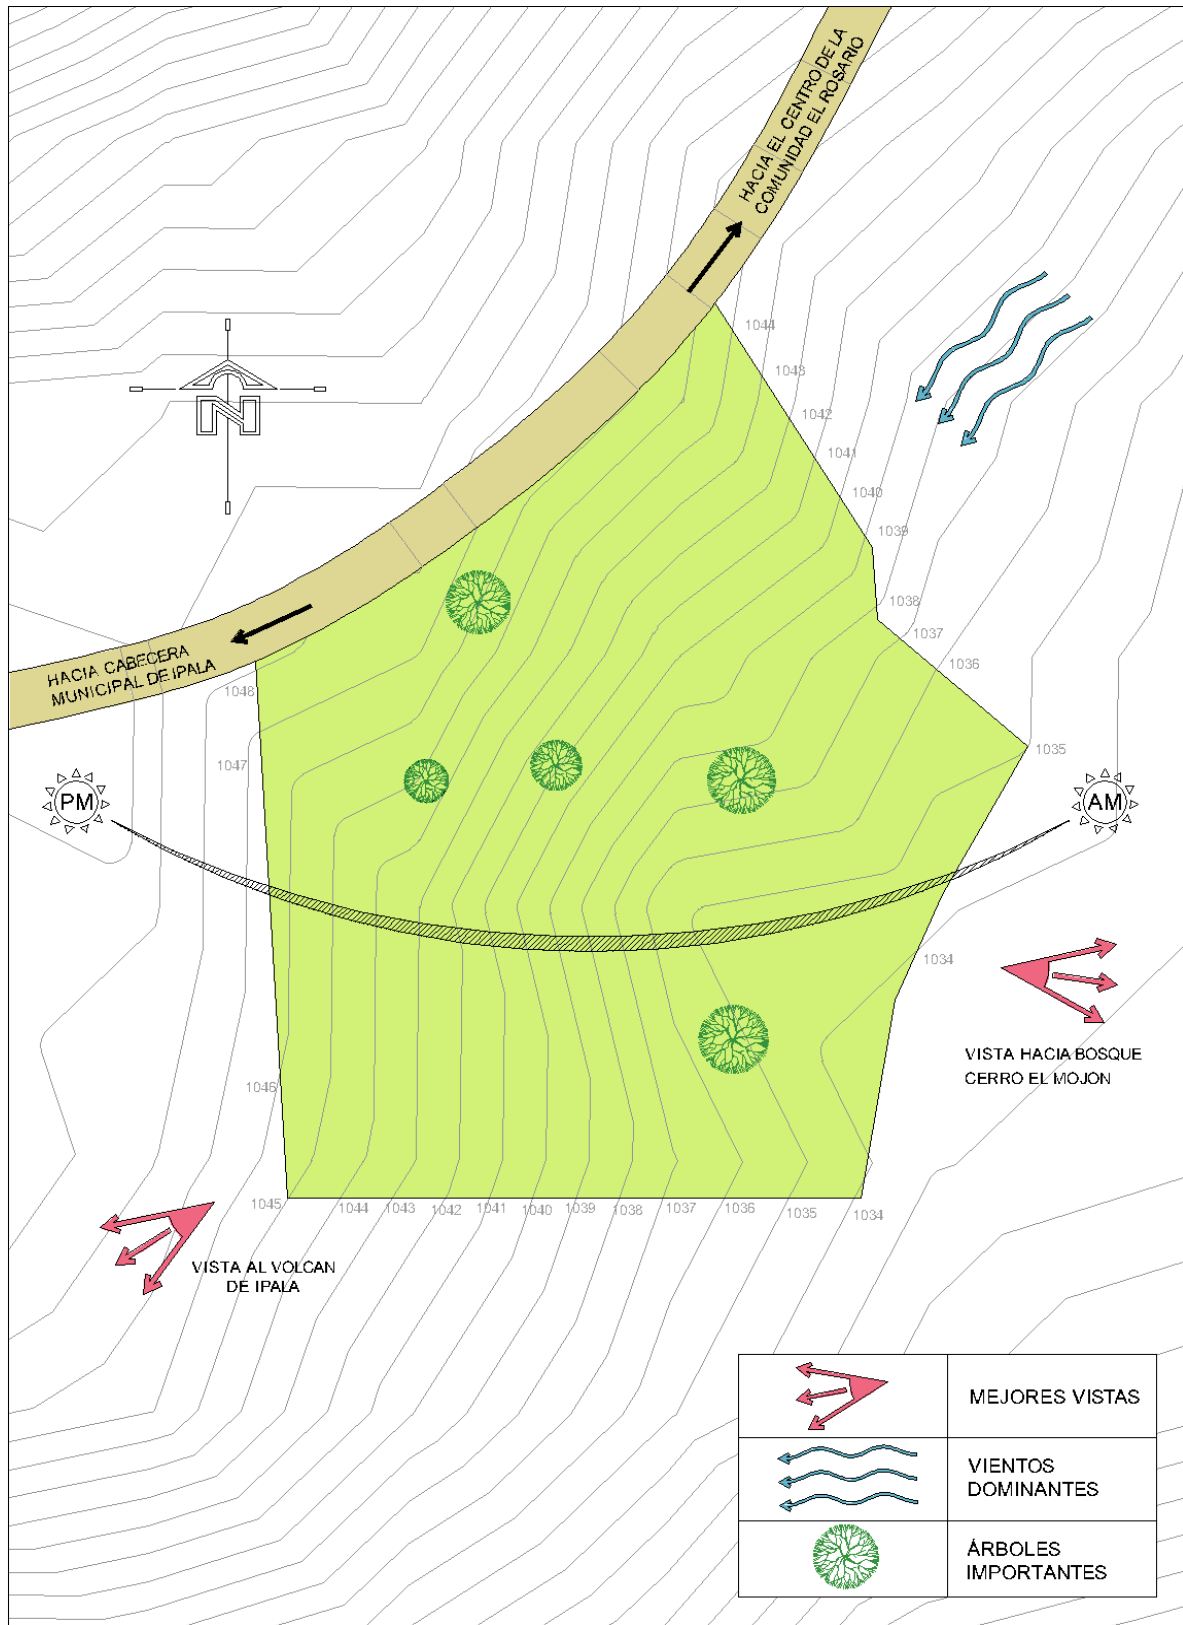 HACIA EL CENTRO DE LA
COMUNIDAD EL ROSARIO
N
1044
1043
1042
1041
1040
1039
1038
1037
1036
1035
HACIA CABECERA
MUNICIPAL DE IPALA
1048
1047
PM
AM
1034
VISTA HACIA BOSQUE
CERRO EL MOJON
1046
1045
1044
1043
1042
1041
1040
1039
1038
1037
1036
1035
1034
VISTA AL VOLCAN
DE IPALA
MEJORES VISTAS
VIENTOS
DOMINANTES
ÁRBOLES
IMPORTANTES